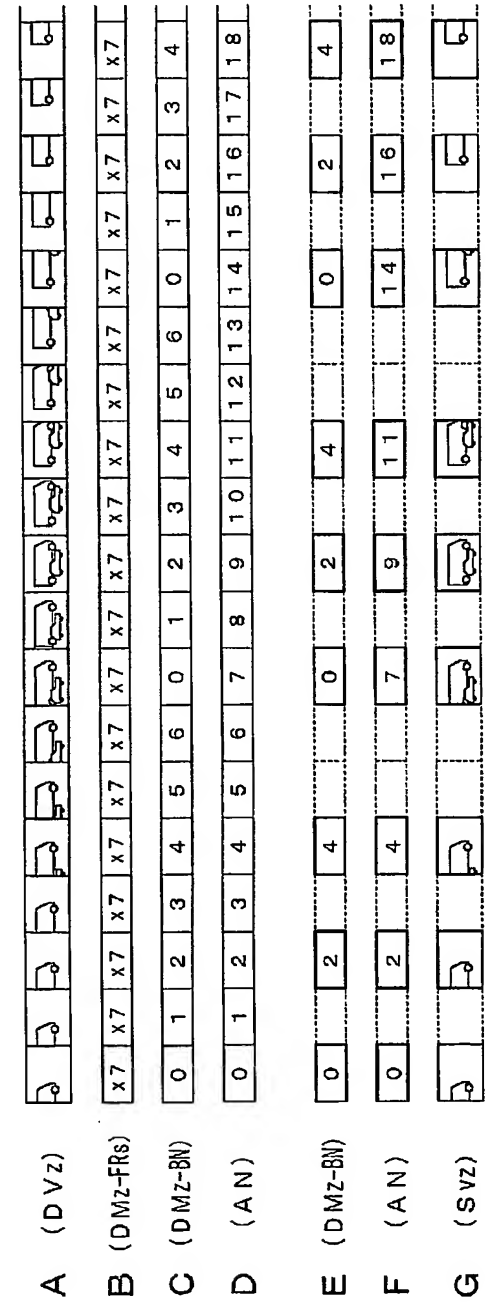 A (DVz)
B (DMz-FRs) x7 x7 x7 x7 x7 x7 x7 x7 x7 x7 x7 x7 x7 x7 x7 x7 x7 x7 x7
C (DMz-BN) 0 1 2 3 4 5 6 0 1 2 3 4 5 6 0 1 2 3 4
D (AN) 0 1 2 3 4 5 6 7 8 9 10 11 12 13 14 15 16 17 18
E (DMz-BN) 0 2 4 0 2 4 0 2 4
F (AN) 0 2 4 7 9 11 14 16 18
G (SVz)